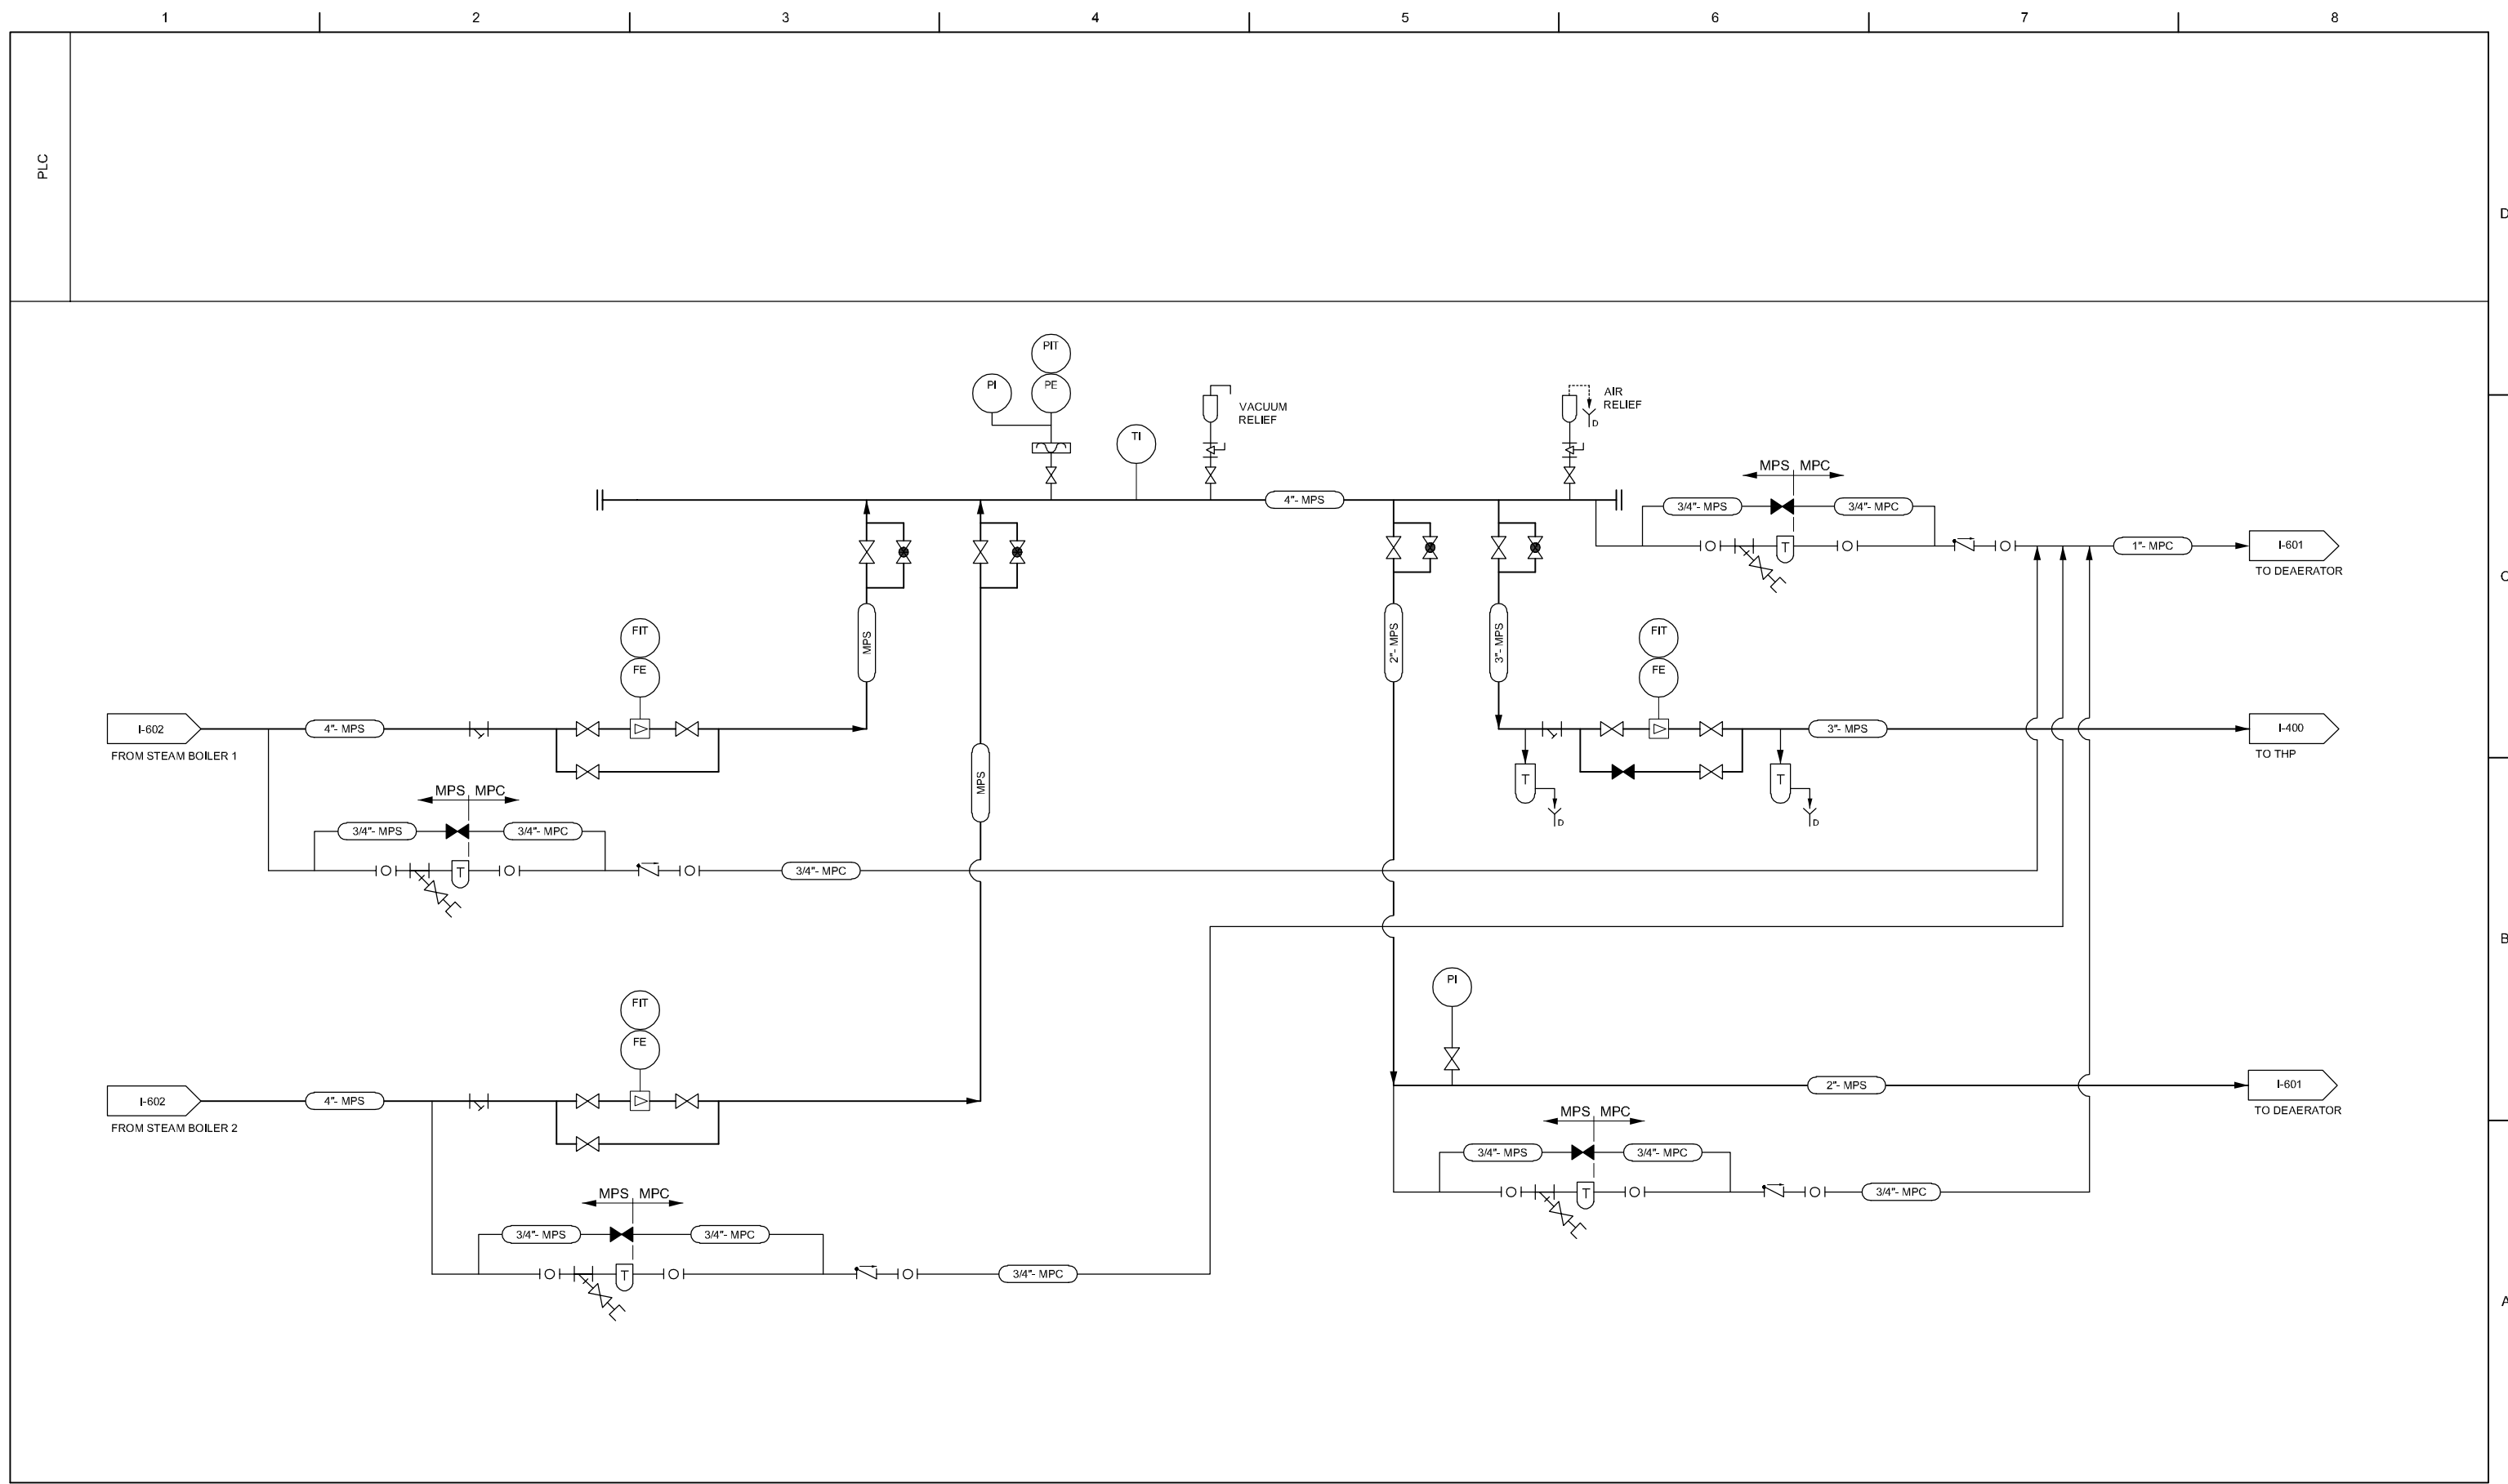 1
2
3
4
5
6
7
8
PLC
D
PIT
PI
PE
VACUUM
RELIEF
AIR
RELIEF
D
TI
MPS MPC
4"- MPS
3/4"- MPS
3/4"- MPC
T
1"- MPC
I-601
TO DEAERATOR
C
MPS
2"- MPS
3"- MPS
FIT
FE
FIT
FE
I-602
FROM STEAM BOILER 1
4"- MPS
3"- MPS
I-400
TO THP
T
D
T
D
MPS
MPS MPC
3/4"- MPS
3/4"- MPC
T
3/4"- MPC
B
PI
FIT
FE
I-602
FROM STEAM BOILER 2
4"- MPS
2"- MPS
I-601
TO DEAERATOR
MPS MPC
3/4"- MPS
3/4"- MPC
T
3/4"- MPC
MPS MPC
3/4"- MPS
3/4"- MPC
T
3/4"- MPC
A